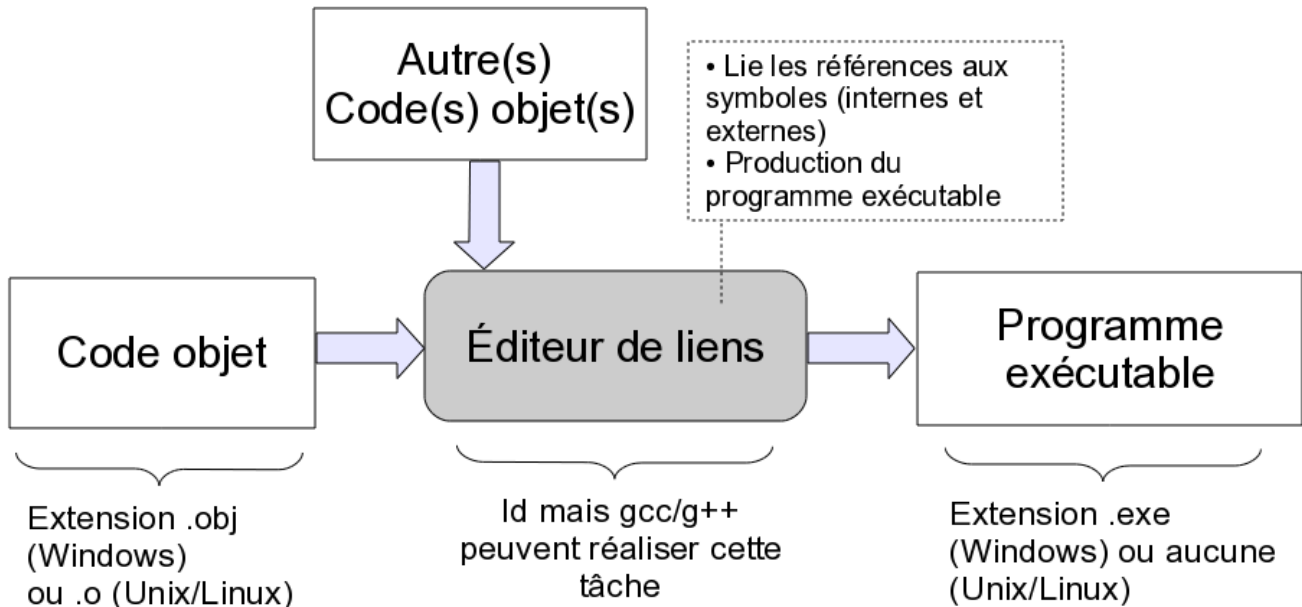 Autre(s)
Code(s) objet(s)
• Lie les références aux
symboles (internes et
externes)
• Production du
programme exécutable
Code objet
Éditeur de liens
Programme
exécutable
Extension .obj
(Windows)
ou .o (Unix/Linux)
Id mais gcc/g++
peuvent réaliser cette
tâche
Extension .exe
(Windows) ou aucune
(Unix/Linux)